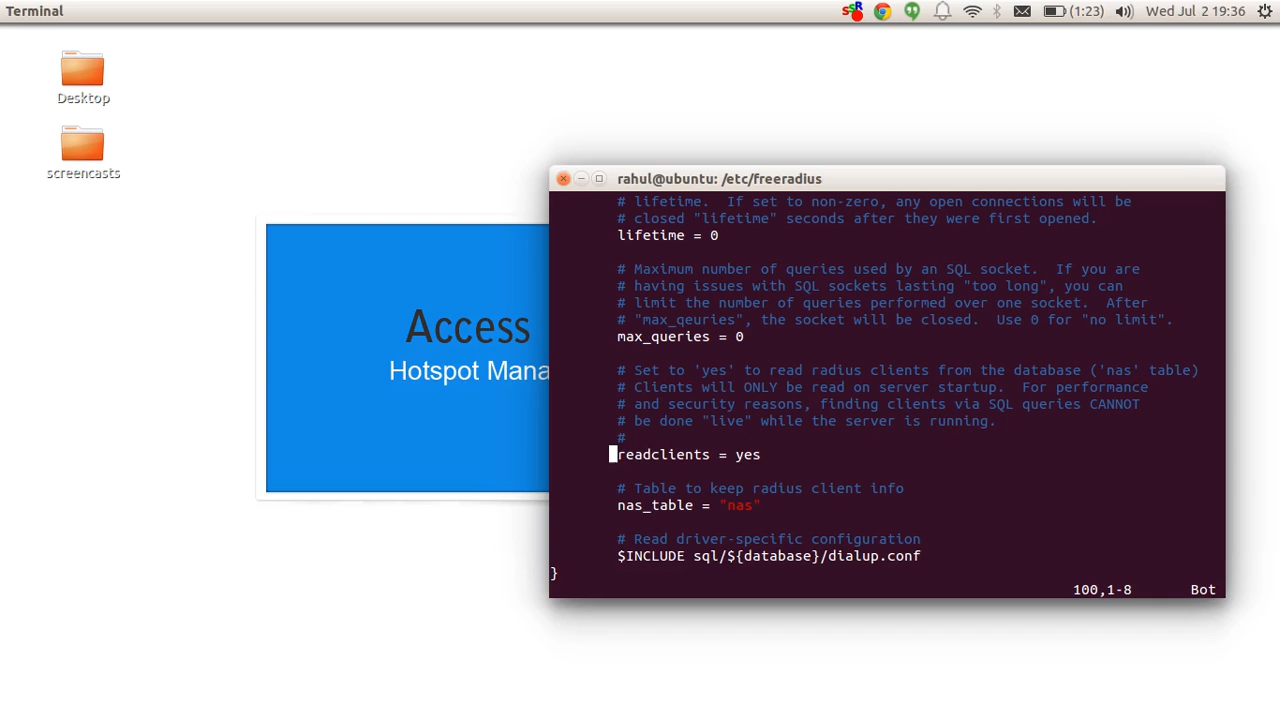 Terminal
(1:23)
Wed Jul 2 19:36
Desktop
screencasts
Access
Hotspot Mana
rahul@ubuntu: /etc/freeradius
# lifetime.  If set to non-zero, any open connections will be
# closed "lifetime" seconds after they were first opened.
lifetime = 0
# Maximum number of queries used by an SQL socket.  If you are
# having issues with SQL sockets lasting "too long", you can
# limit the number of queries performed over one socket.  After
# "max_qeuries", the socket will be closed.  Use 0 for "no limit".
max_queries = 0
# Set to 'yes' to read radius clients from the database ('nas' table)
# Clients will ONLY be read on server startup.  For performance
# and security reasons, finding clients via SQL queries CANNOT
# be done "live" while the server is running.
#
readclients = yes
# Table to keep radius client info
nas_table = "nas"
# Read driver-specific configuration
$INCLUDE sql/${database}/dialup.conf
}
100,1-8 Bot